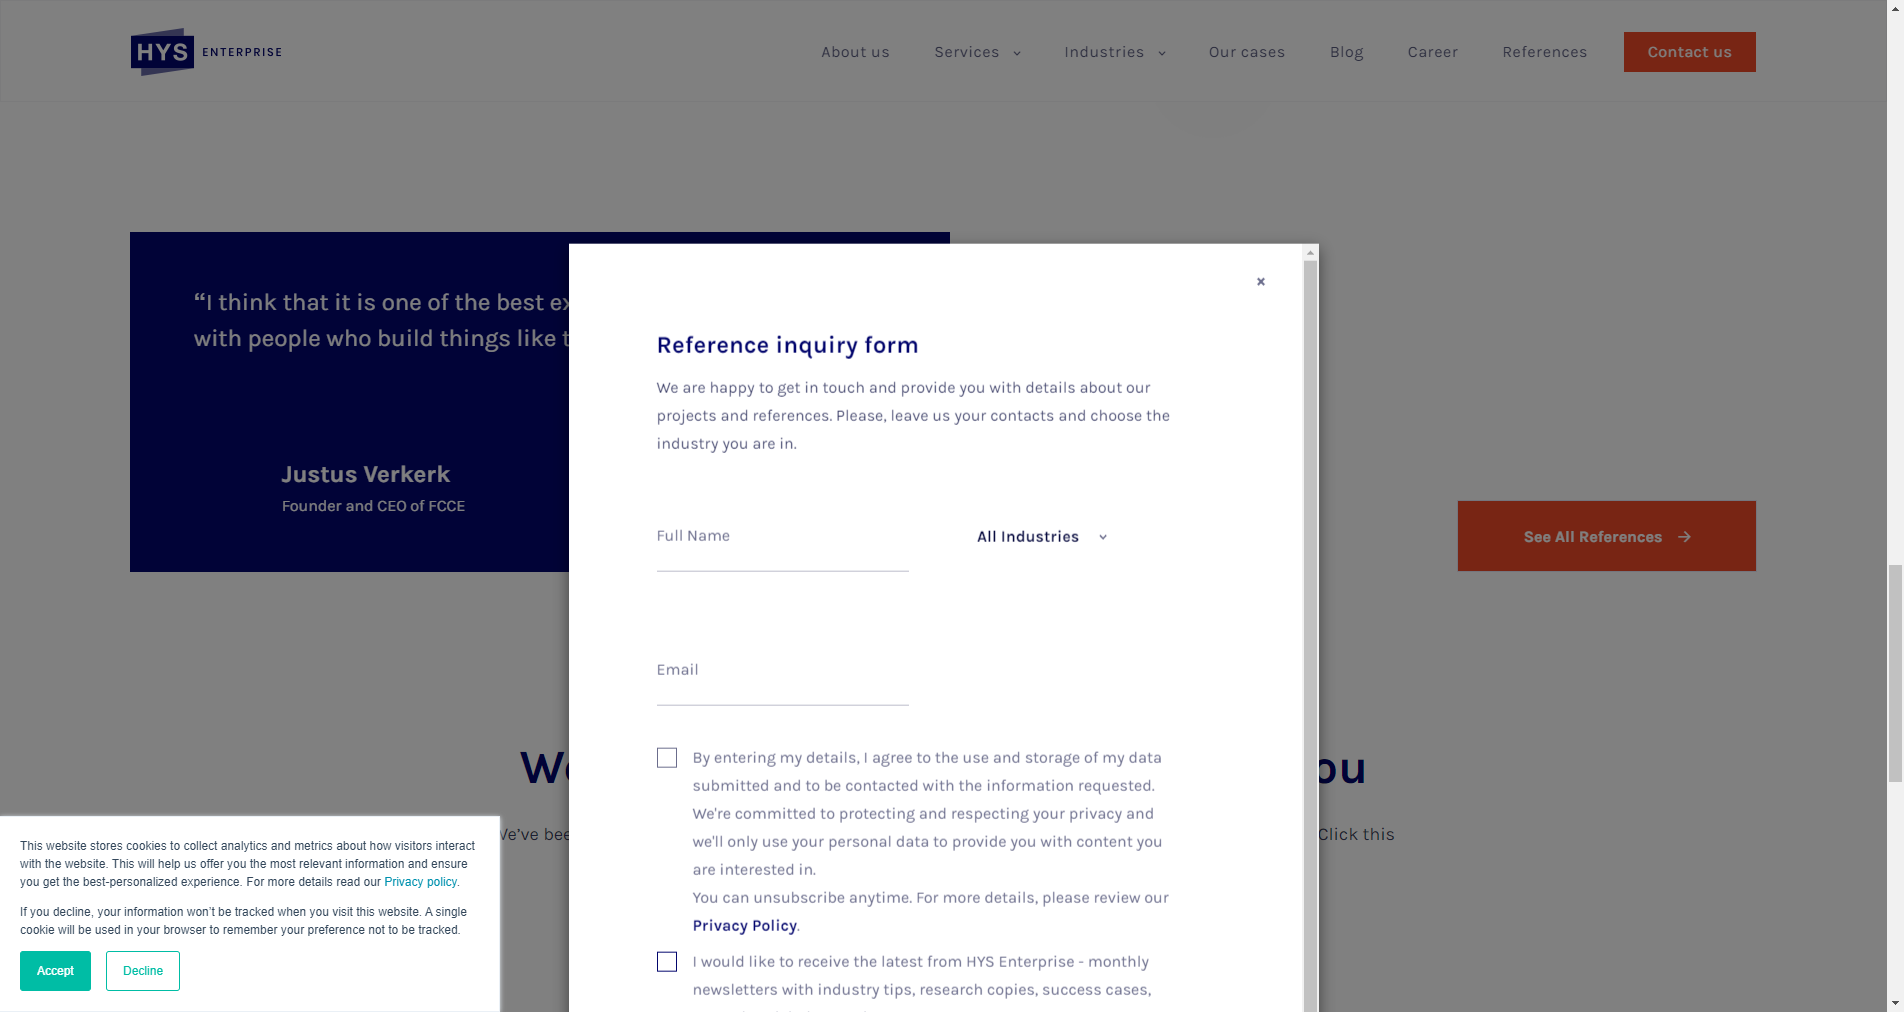 HYS ENTERPRISE
About us Services Industries Our cases Blog Career References Contact us
“I think that it is one of the best
with people who build things like
Justus Verkerk
Founder and CEO of FCCE
See All References →
×
Reference inquiry form
We are happy to get in touch and provide you with details about our
projects and references. Please, leave us your contacts and choose the
industry you are in.
Full Name
All Industries
Email
By entering my details, I agree to the use and storage of my data
submitted and to be contacted with the information requested.
We're committed to protecting and respecting your privacy and
we'll only use your personal data to provide you with content you
are interested in.
You can unsubscribe anytime. For more details, please review our
Privacy Policy.
I would like to receive the latest from HYS Enterprise - monthly
newsletters with industry tips, research copies, success cases,
Click this
This website stores cookies to collect analytics and metrics about how visitors interact
with the website. This will help us offer you the most relevant information and ensure
you get the best-personalized experience. For more details read our Privacy policy.
If you decline, your information won’t be tracked when you visit this website. A single
cookie will be used in your browser to remember your preference not to be tracked.
Accept
Decline